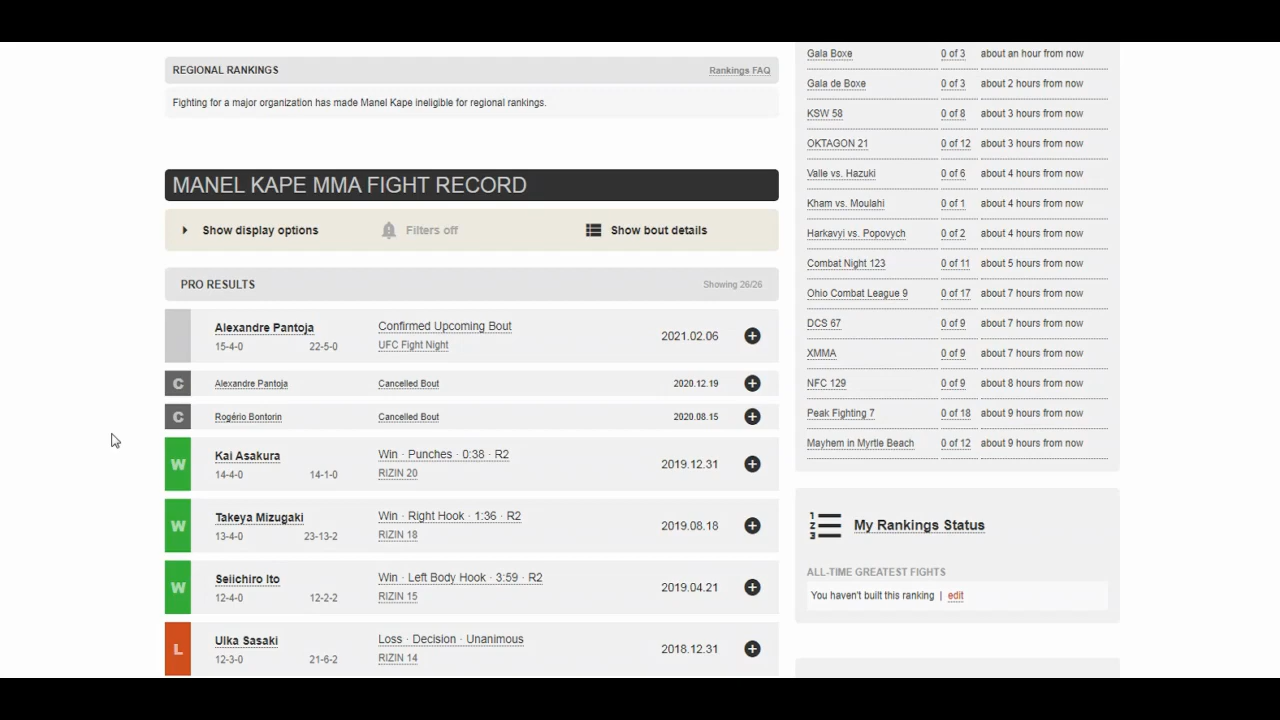 REGIONAL RANKINGS Rankings FAQ
Fighting for a major organization has made Manel Kape ineligible for regional rankings.
MANEL KAPE MMA FIGHT RECORD
Show display options Filters off Show bout details
PRO RESULTS Showing 26/26
Alexandre Pantoja Confirmed Upcoming Bout 2021.02.06
15-4-0 22-5-0 UFC Fight Night
C Alexandre Pantoja Cancelled Bout 2020.12.19
C Rogério Bontorin Cancelled Bout 2020.08.15
W Kai Asakura Win · Punches · 0:38 · R2 2019.12.31
14-4-0 14-1-0 RIZIN 20
W Takeya Mizugaki Win · Right Hook · 1:36 · R2 2019.08.18
13-4-0 23-13-2 RIZIN 18
W Seiichiro Ito Win · Left Body Hook · 3:59 · R2 2019.04.21
12-4-0 12-2-2 RIZIN 15
L Ulka Sasaki Loss · Decision · Unanimous 2018.12.31
12-3-0 21-6-2 RIZIN 14
Gala Boxe 0 of 3 about an hour from now
Gala de Boxe 0 of 3 about 2 hours from now
KSW 58 0 of 8 about 3 hours from now
OKTAGON 21 0 of 12 about 3 hours from now
Valle vs. Hazuki 0 of 6 about 4 hours from now
Kham vs. Moulahi 0 of 1 about 4 hours from now
Harkavyi vs. Popovych 0 of 2 about 4 hours from now
Combat Night 123 0 of 11 about 5 hours from now
Ohio Combat League 9 0 of 17 about 7 hours from now
DCS 67 0 of 9 about 7 hours from now
XMMA 0 of 9 about 7 hours from now
NFC 129 0 of 9 about 8 hours from now
Peak Fighting 7 0 of 18 about 9 hours from now
Mayhem in Myrtle Beach 0 of 12 about 9 hours from now
1
2
3
My Rankings Status
ALL-TIME GREATEST FIGHTS
You haven't built this ranking | edit